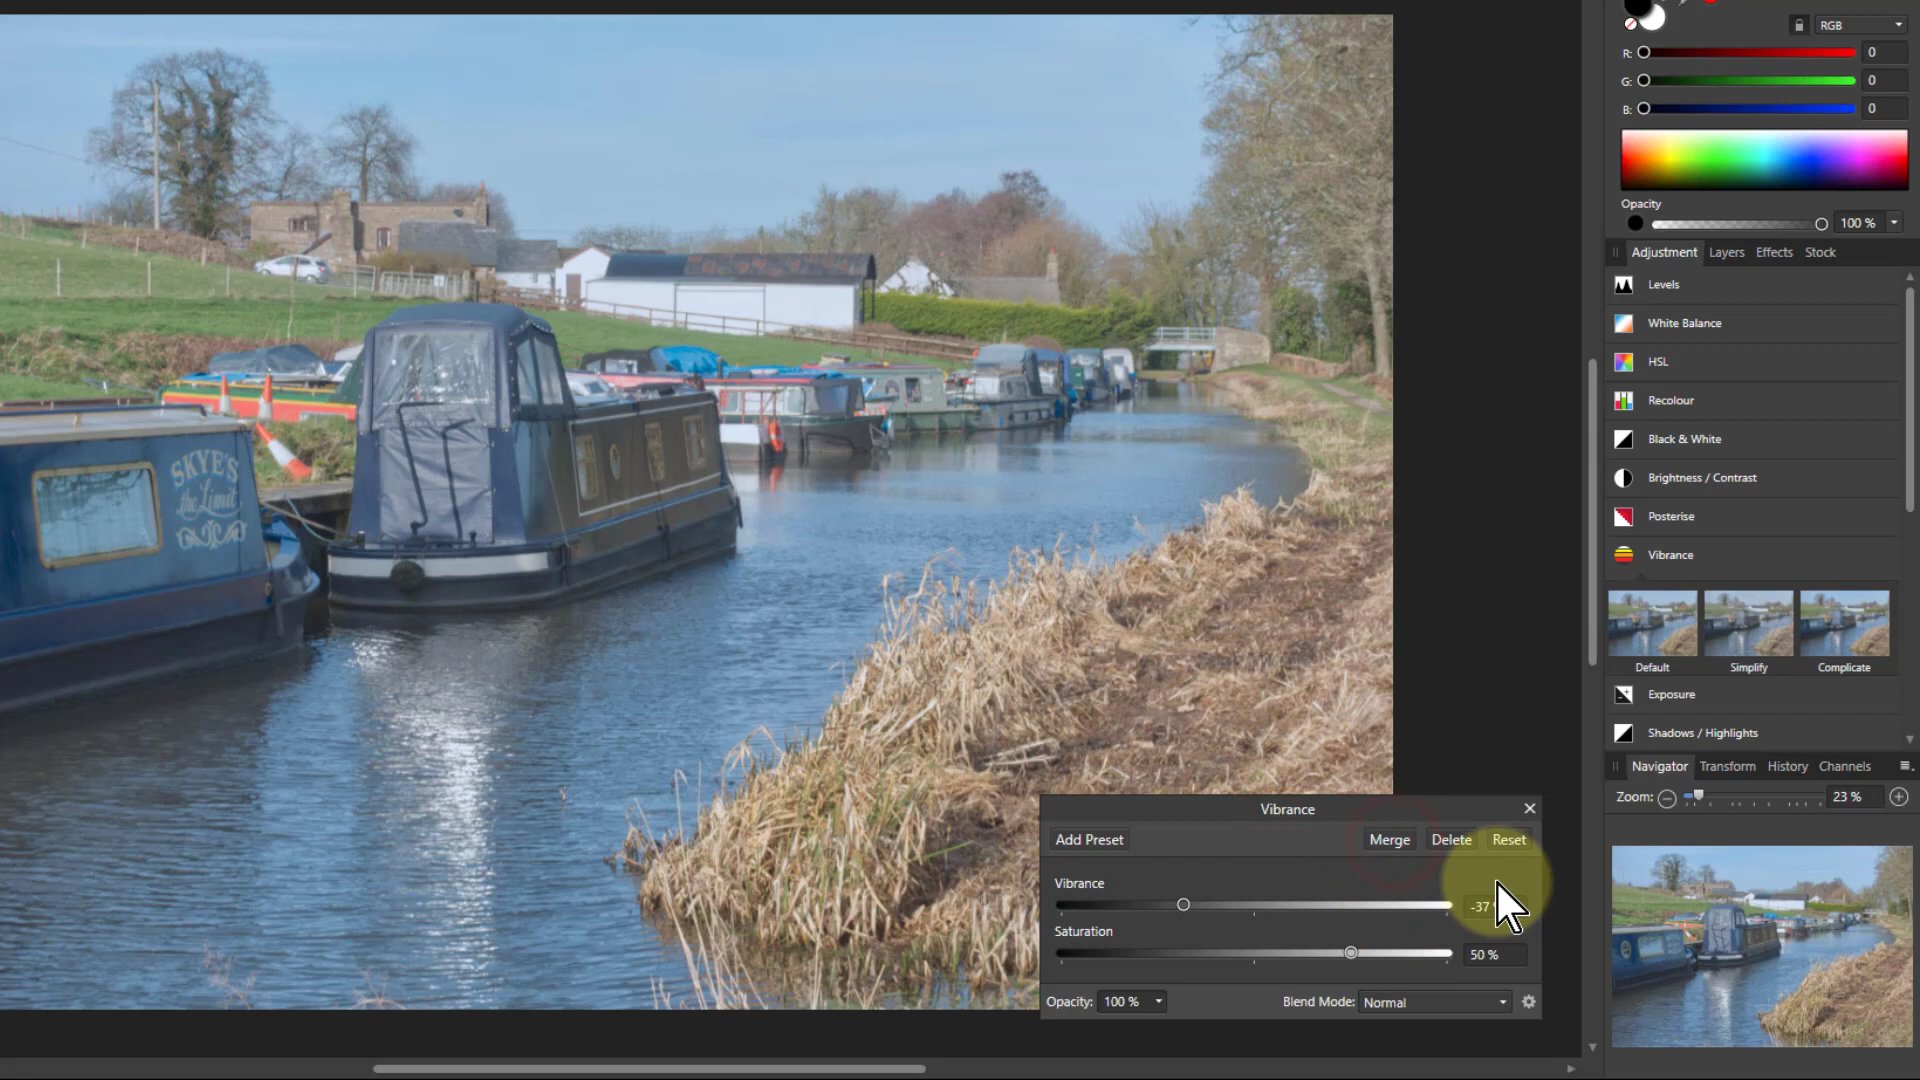 RGB
R: 0
G: 0
B: 0
Opacity
100 %
Adjustment Layers Effects Stock
Levels
White Balance
HSL
Recolour
Black & White
Brightness / Contrast
Posterise
Vibrance
Default Simplify Complicate
Exposure
Shadows / Highlights
Navigator Transform History Channels
Zoom: 23 %
SKYE'S
the Limit
Vibrance
Add Preset Merge Delete Reset
Vibrance
-37
Saturation
50 %
Opacity: 100 % Blend Mode: Normal